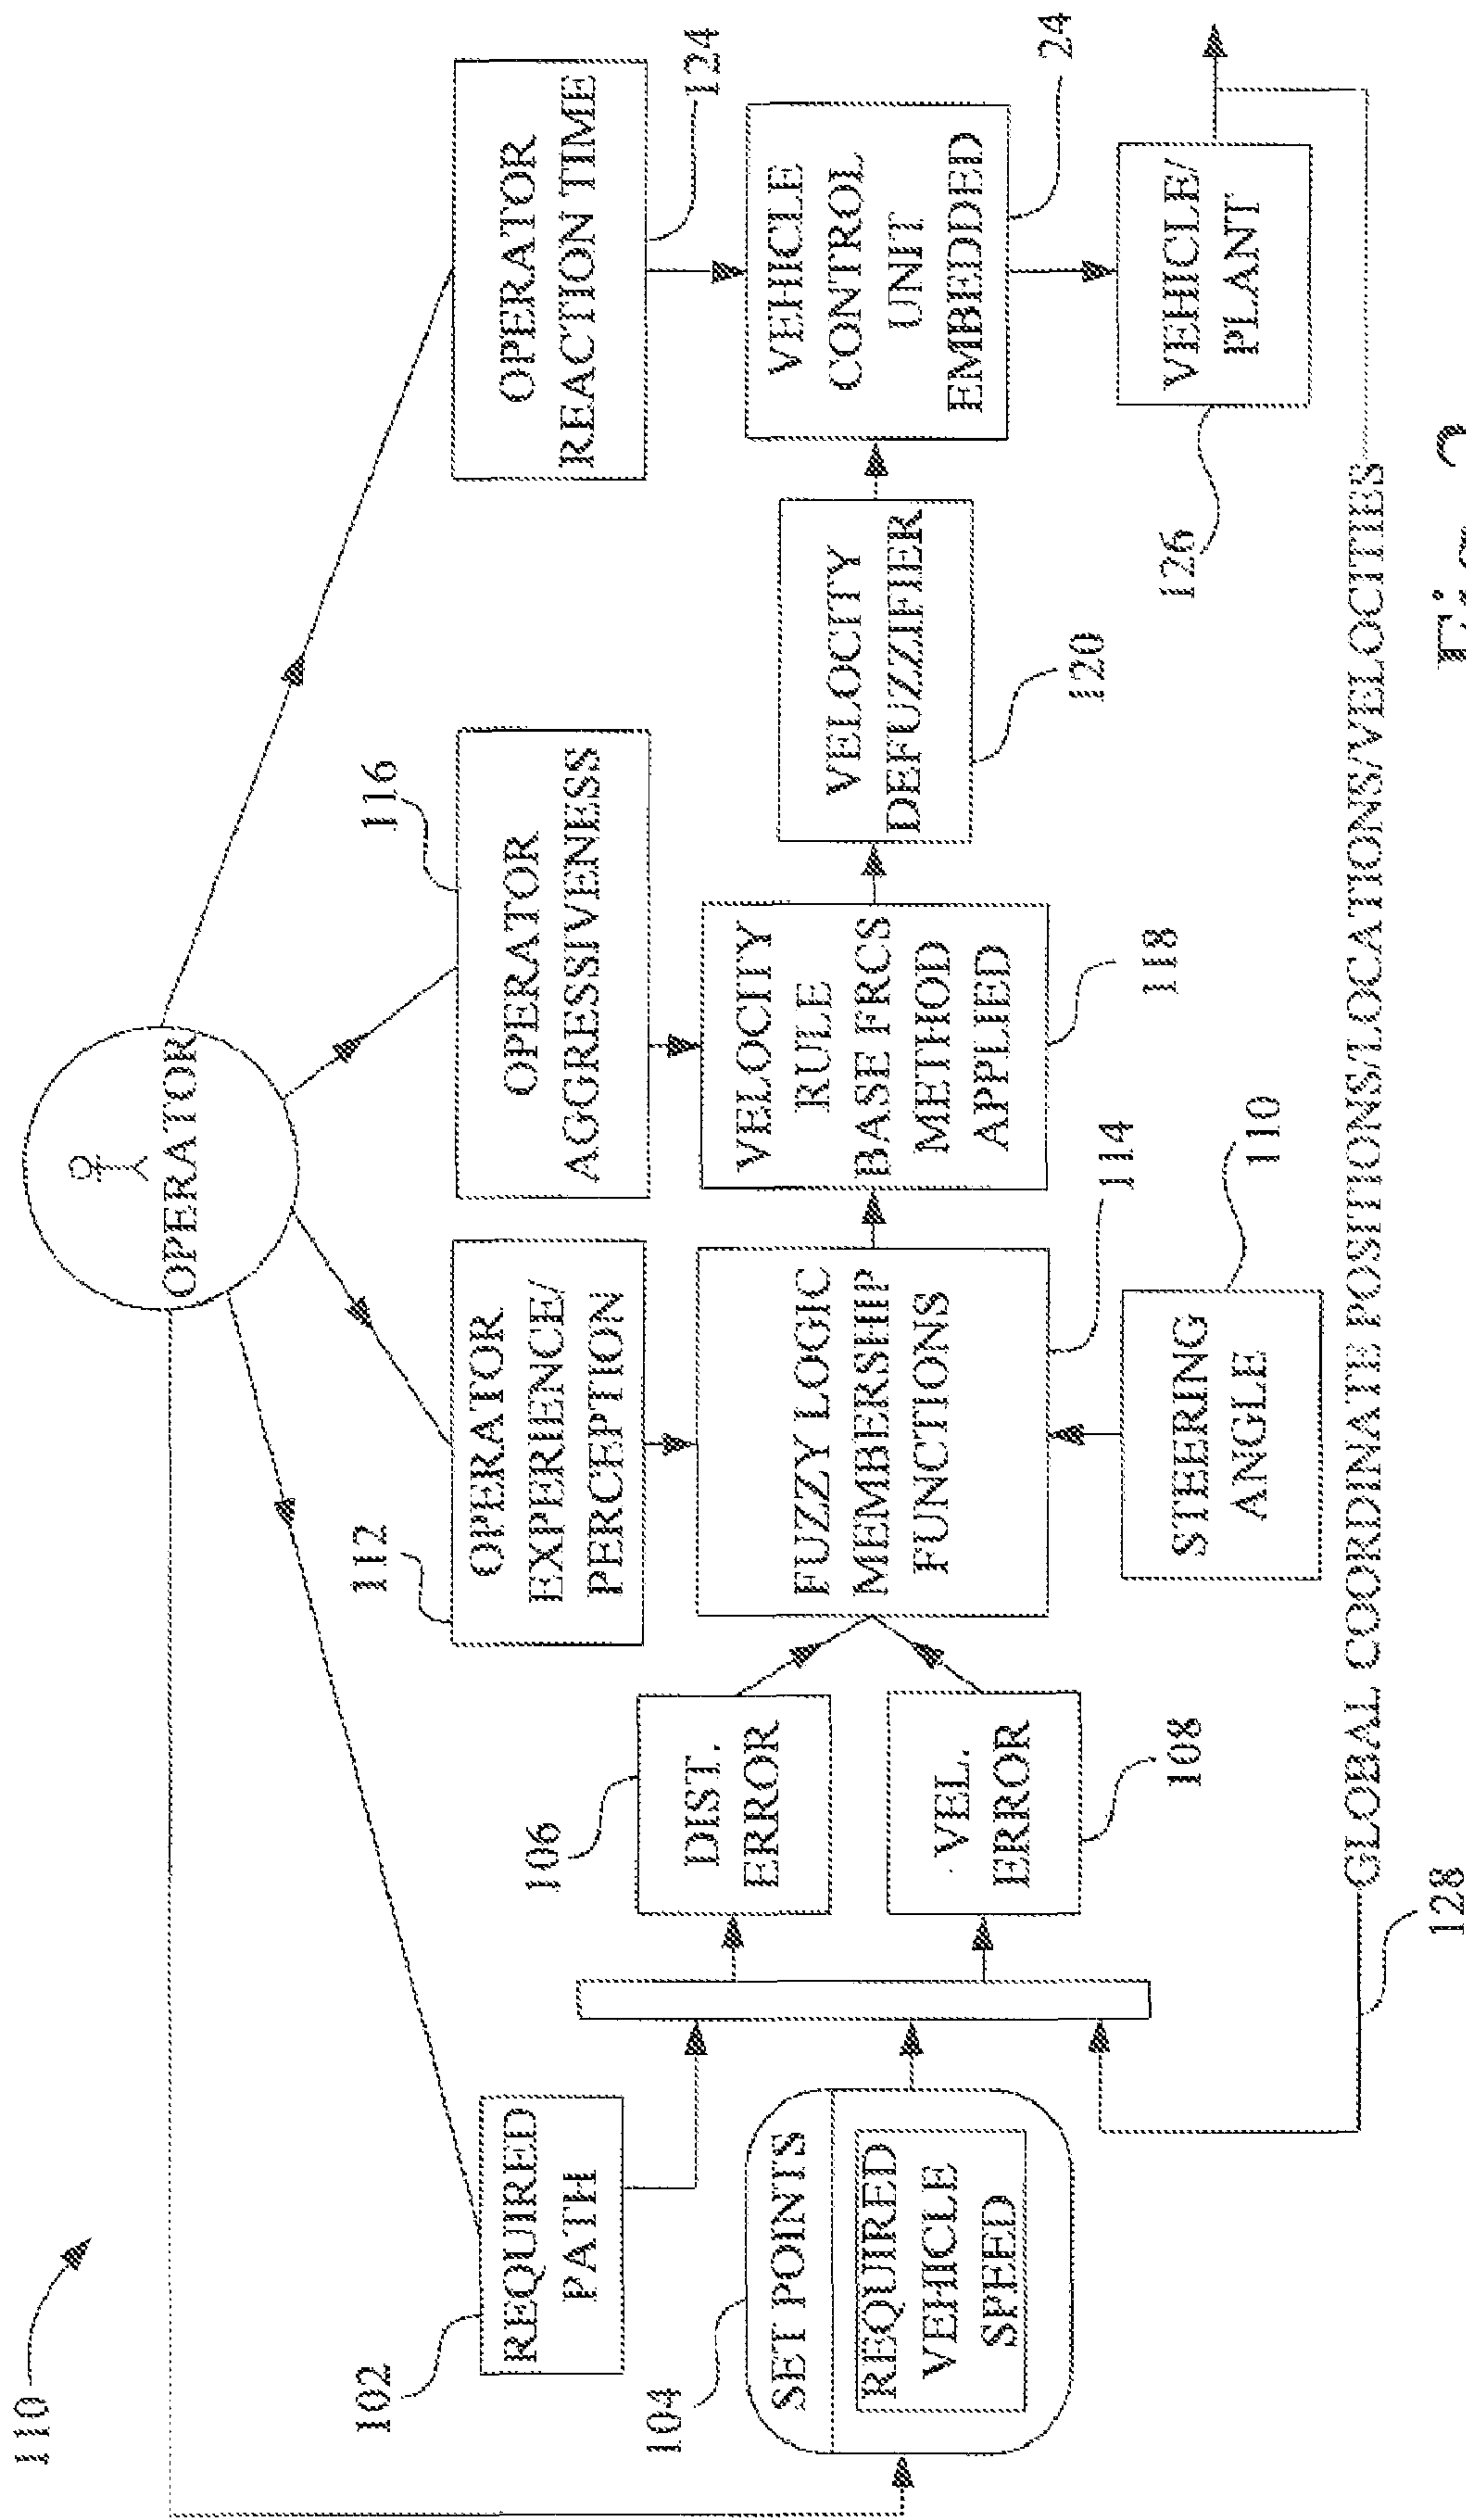 110
OPERATOR
102
REQUIRED
PATH
104
SET POINTS
REQUIRED
VEHICLE
SPEED
106
DIST.
ERROR
VEL.
ERROR
108
112
OPERATOR
EXPERIENCE/
PERCEPTION
FUZZY LOGIC
MEMBERSHIP
FUNCTIONS
114
STEERING
ANGLE
110
116
OPERATOR
AGGRESSIVENESS
VELOCITY
RULE
BASE FRCS
METHOD
APPLIED
118
VELOCITY
DEFUZZIFIER
120
OPERATOR
REACTION TIME
124
VEHICLE
CONTROL
UNIT
EMBEDDED
24
VEHICLE/
PLANT
126
GLOBAL COORDINATE POSITIONS/LOCATIONS/VELOCITIES
128